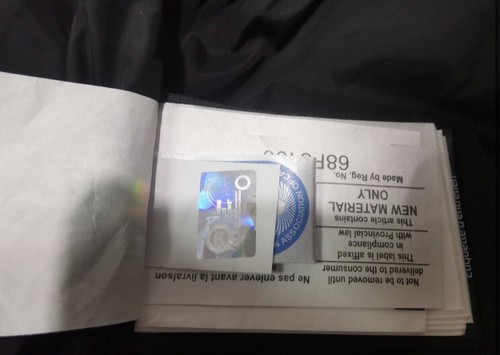 Not to be removed until
delivered to the consumer
This label is affixed
in compliance
with Provincial law
This article contains
NEW MATERIAL
ONLY
Made by Reg. No.
Ne pas enlever avant la livraison
ASSOCIATION